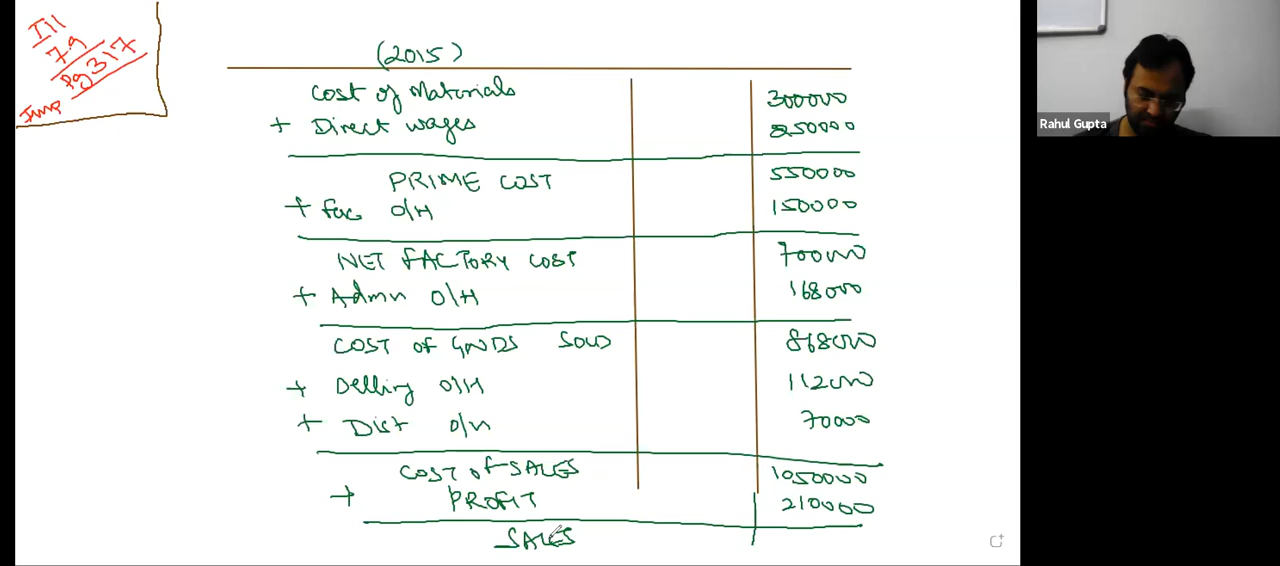 Ill
7.9
Pg 317
Imp
(2015)
Cost of Materials 300000
+ Direct wages 250000
PRIME COST 550000
+ Fac O/H 150000
NET FACTORY COST 700000
+ Admn O/H 168000
COST OF GOODS SOLD 868000
+ Selling O/H 112000
+ Dist O/H 70000
COST OF SALES 1050000
+ PROFIT 210000
SALES
Rahul Gupta